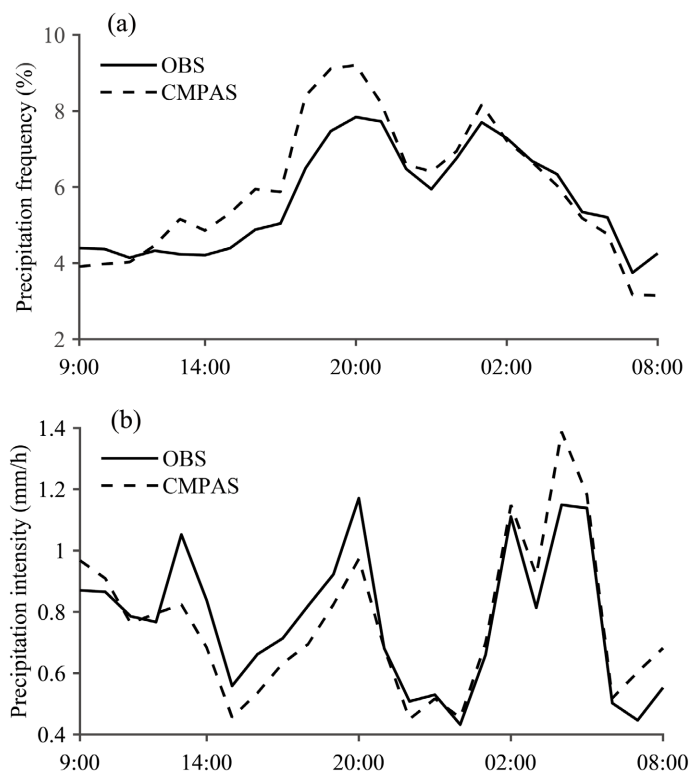 (a)
10
OBS
CMPAS
8
6
4
2
Precipitation frequency (%)
9:00 14:00 20:00 02:00 08:00
(b)
1.4
OBS
CMPAS
1.2
1
0.8
0.6
0.4
Precipitation intensity (mm/h)
9:00 14:00 20:00 02:00 08:00